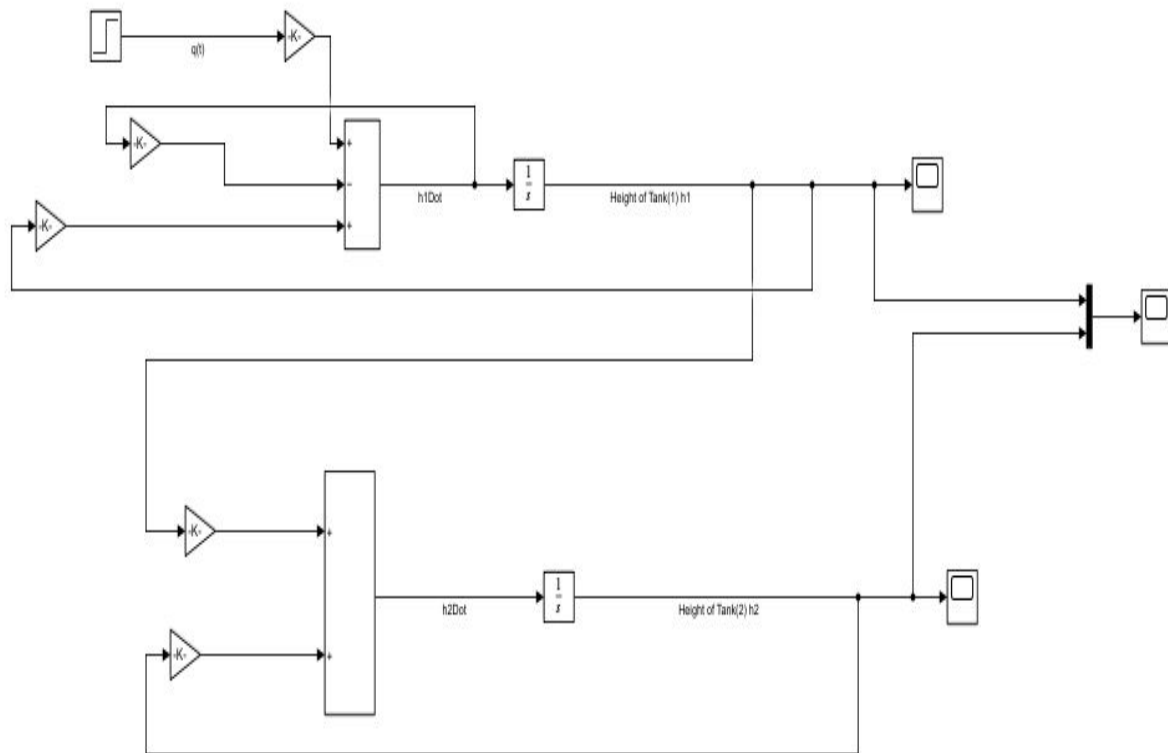 -K-
q(t)
-K-
+
-
+
h1Dot
1
s
Height of Tank(1) h1
-K-
-K-
+
+
h2Dot
1
s
Height of Tank(2) h2
-K-